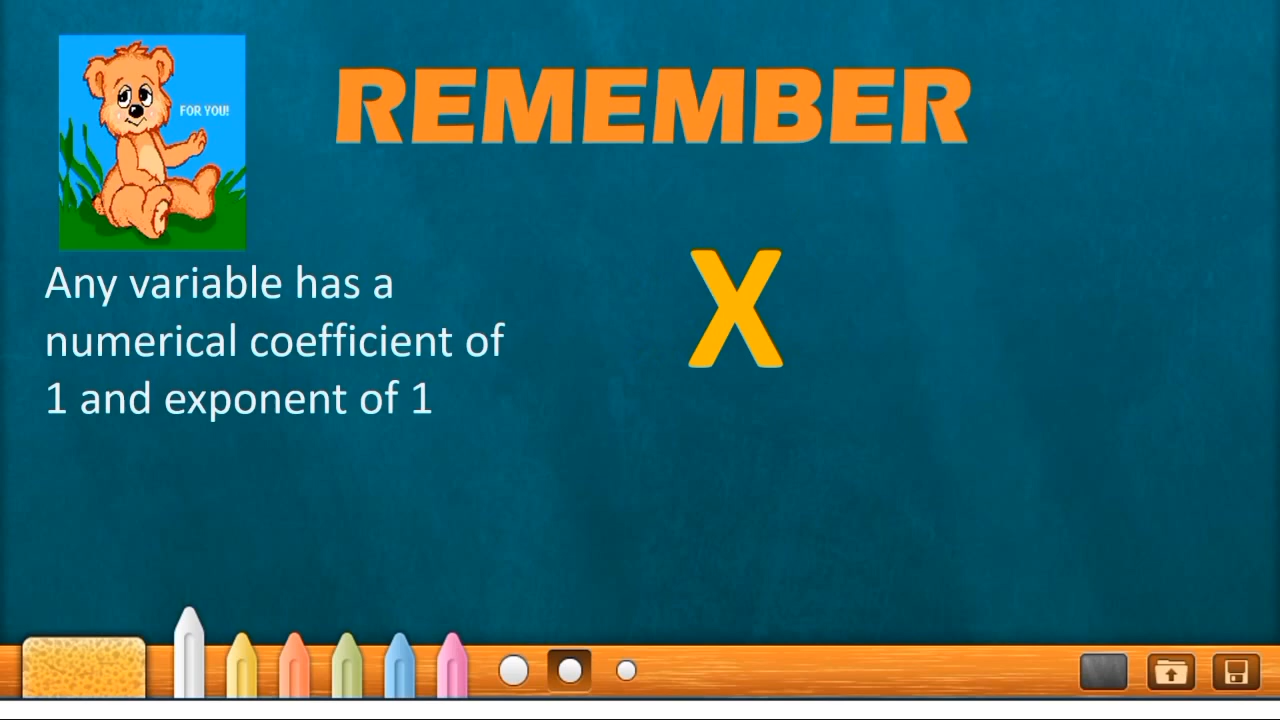 REMEMBER
FOR YOU!
X
Any variable has a
numerical coefficient of
1 and exponent of 1